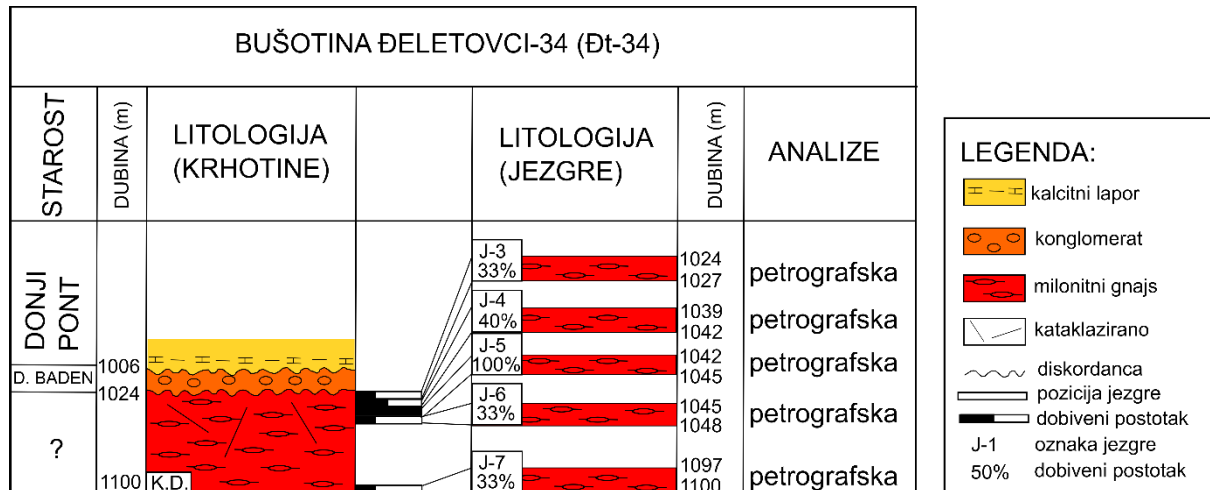 BUŠOTINA ĐELETOVCI-34 (Đt-34)
STAROST
DUBINA (m)
LITOLOGIJA
(KRHOTINE)
LITOLOGIJA
(JEZGRE)
DUBINA (m)
ANALIZE
DONJI
PONT
D. BADEN
?
1006
1024
1100
K.D.
J-3
33%
1024
1027
petrografska
J-4
40%
1039
1042
petrografska
J-5
100%
1042
1045
petrografska
J-6
33%
1045
1048
petrografska
J-7
33%
1097
1100
petrografska
LEGENDA:
kalcitni lapor
konglomerat
milonitni gnajs
kataklazirano
diskordanca
pozicija jezgre
dobiveni postotak
J-1 oznaka jezgre
50% dobiveni postotak